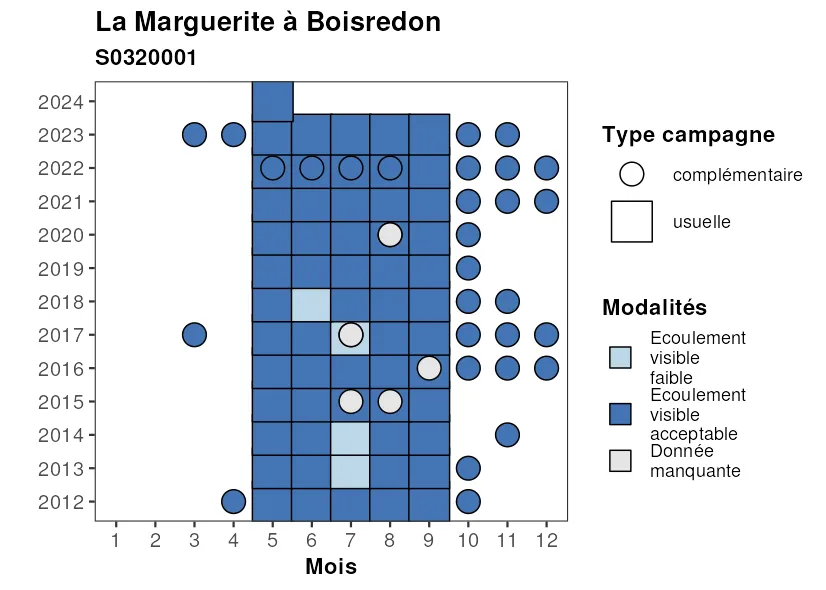 La Marguerite à Boisredon
S0320001
2024
2023
2022
2021
2020
2019
2018
2017
2016
2015
2014
2013
2012
1 2 3 4 5 6 7 8 9 10 11 12
Mois
Type campagne
complémentaire
usuelle
Modalités
Ecoulement
visible
faible
Ecoulement
visible
acceptable
Donnée
manquante